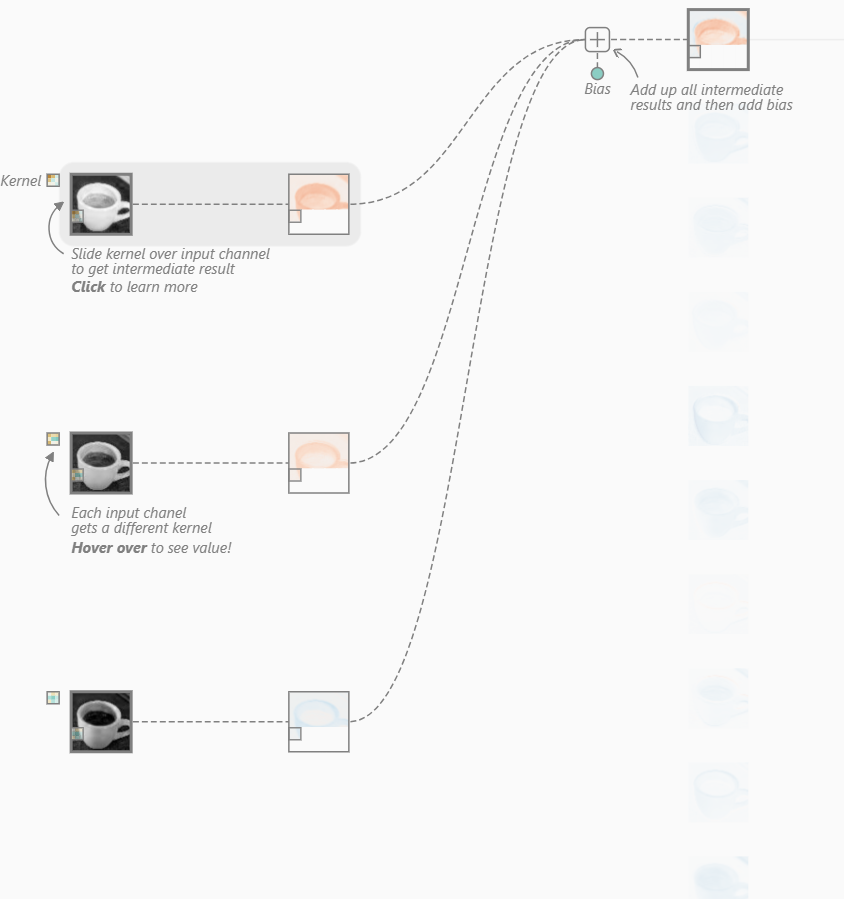 Bias
Add up all intermediate
results and then add bias
Kernel
Slide kernel over input channel
to get intermediate result
Click to learn more
Each input chanel
gets a different kernel
Hover over to see value!